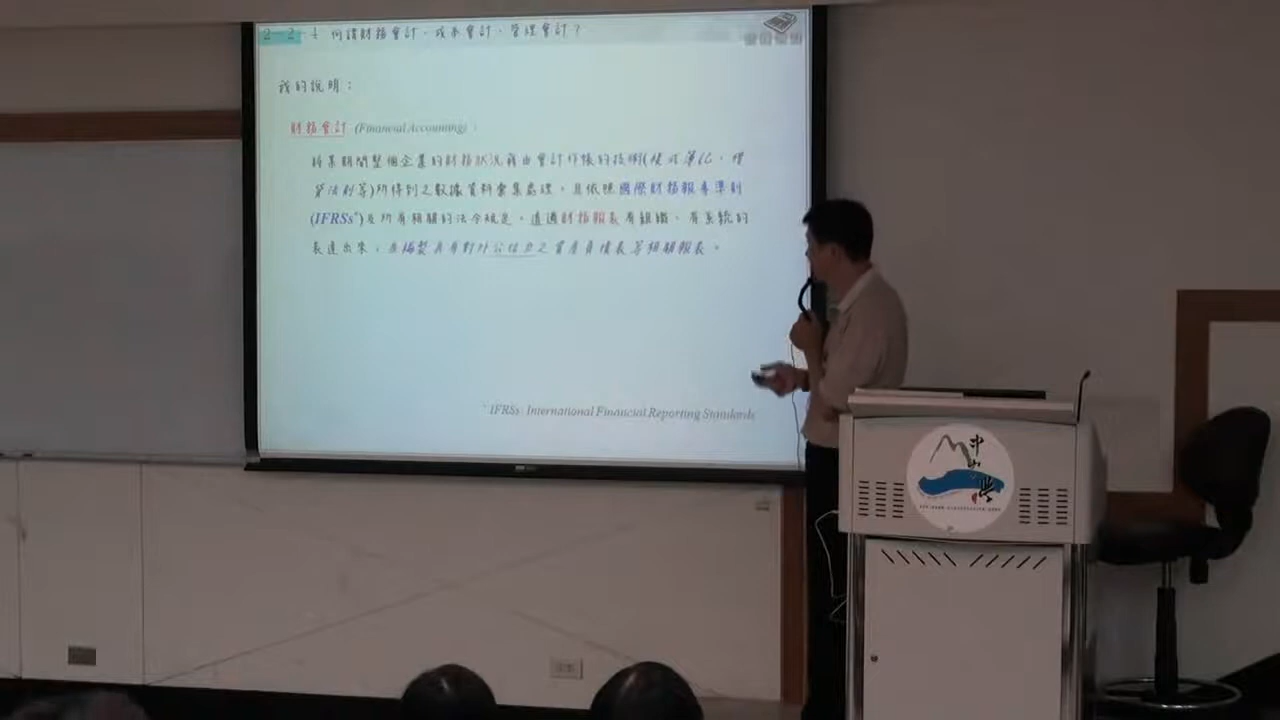 2-2-4 何謂財務會計、成本會計、管理會計？
我的說明：
財務會計 (Financial Accounting)：
將某期間整個企業的財務狀況藉由會計作帳的技術(模式單化、
算法則等)所得到之數據資料彙集處理，且依照國際財務報導準則
(IFRSs*)及所有相關的法令規定，透過財務報表有組織、有系統的
表達出來，並編製具有對外公信力之資產負債表等相關報表。
* IFRSs: International Financial Reporting Standards
中山